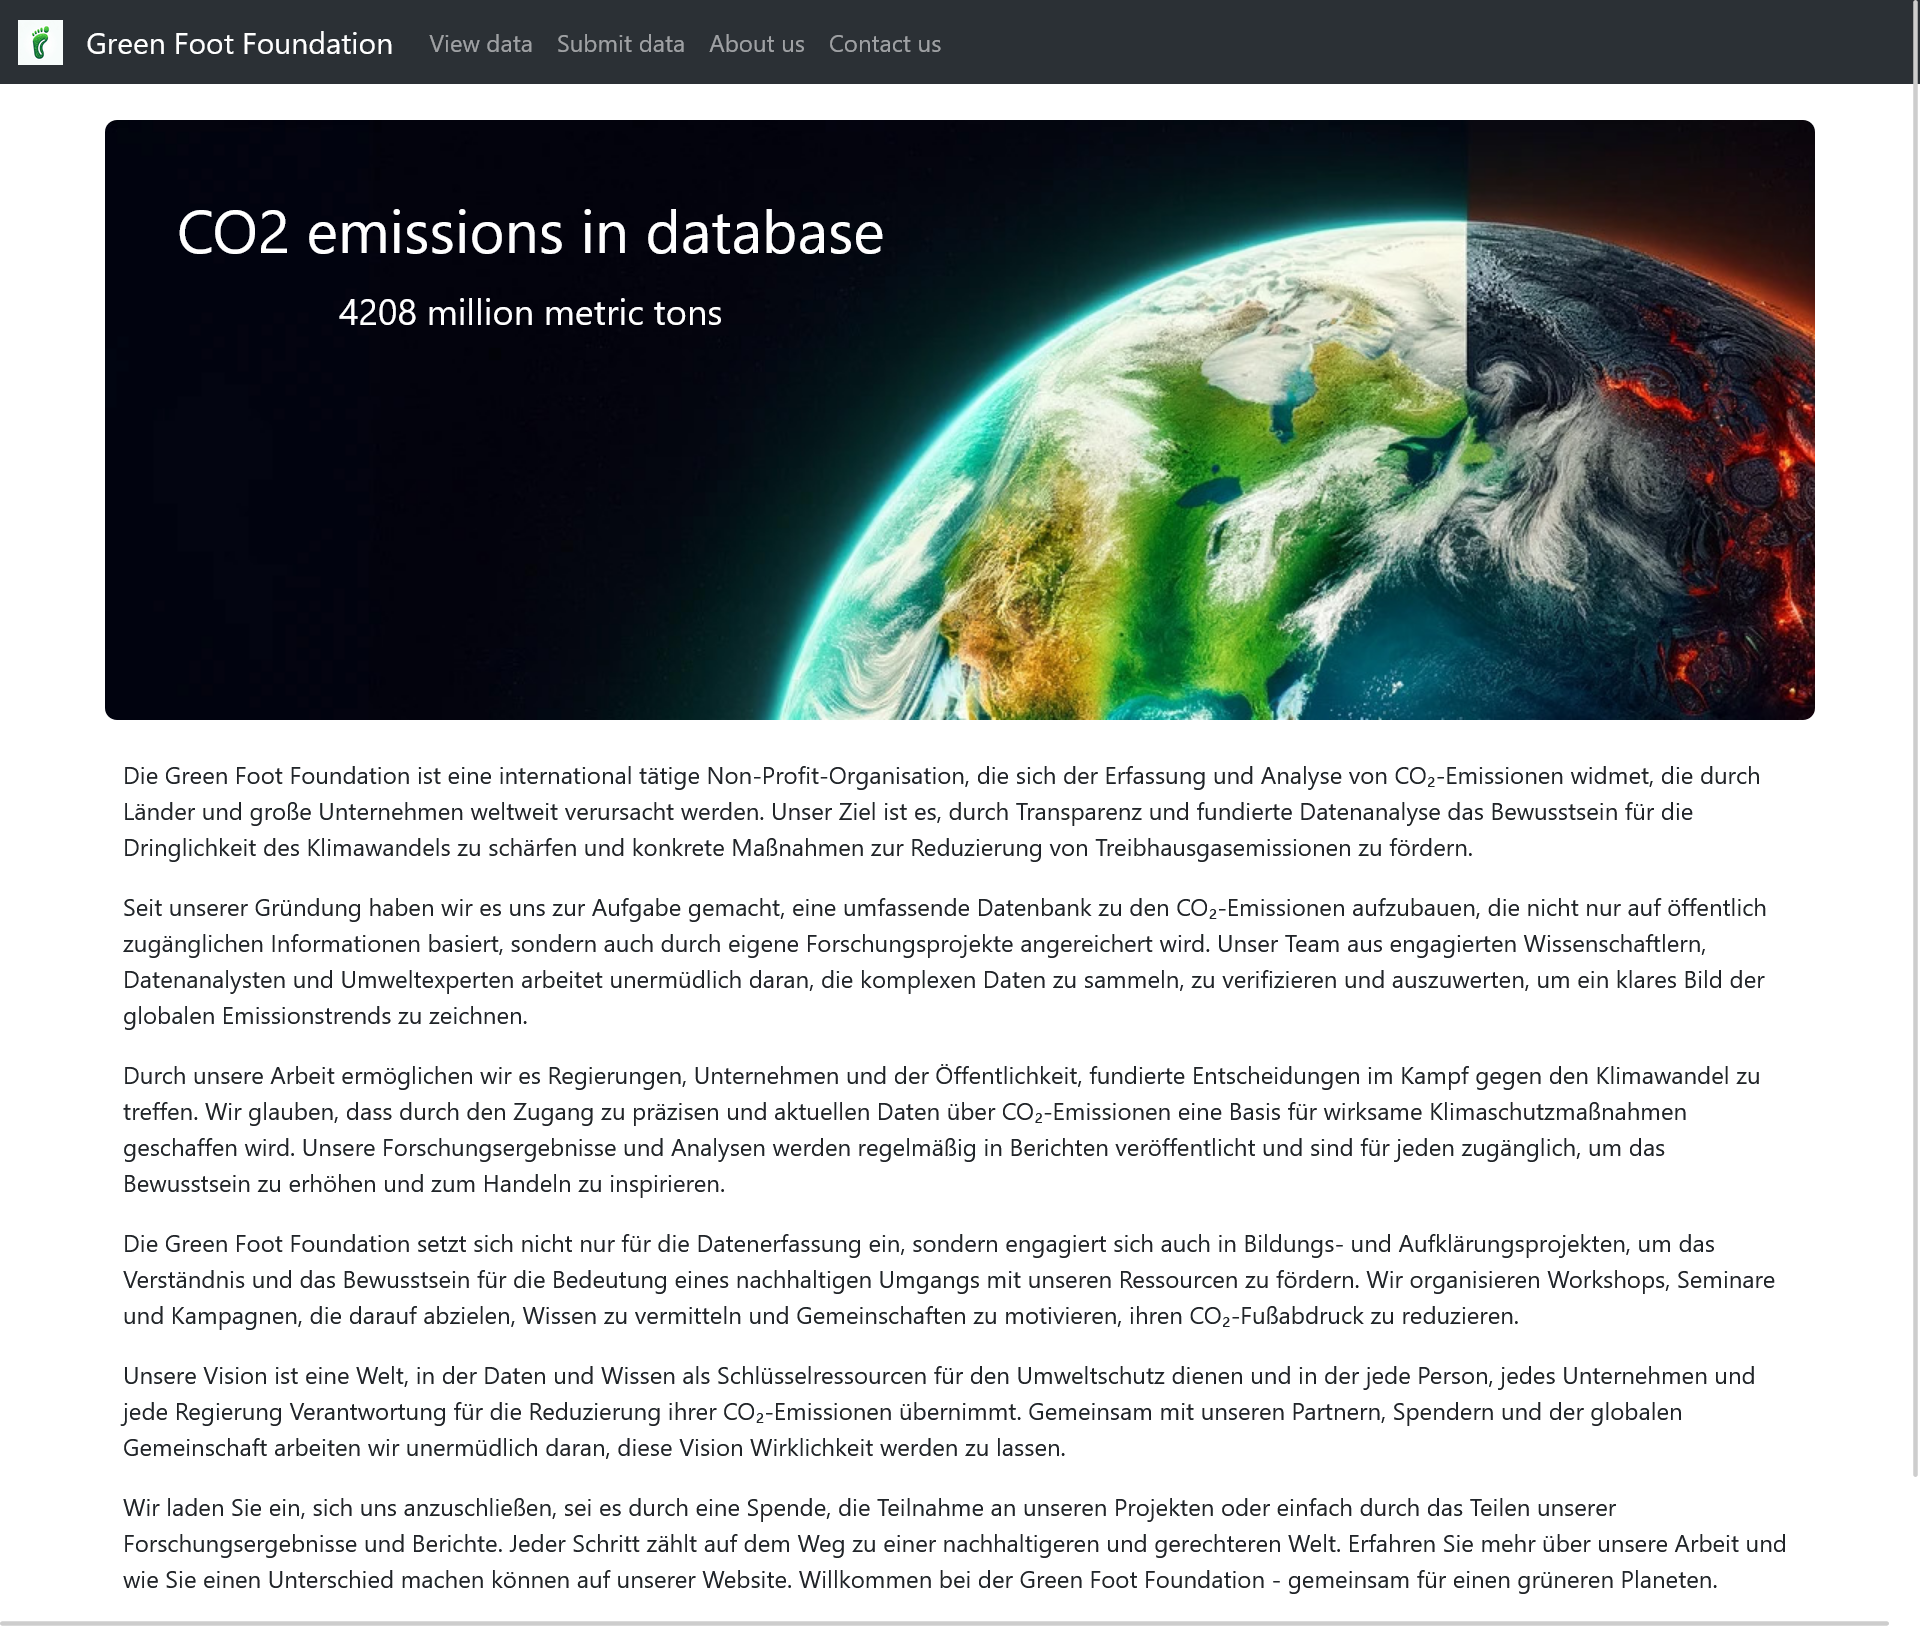 Green Foot Foundation View data Submit data About us Contact us
CO2 emissions in database
4208 million metric tons
Die Green Foot Foundation ist eine international tätige Non-Profit-Organisation, die sich der Erfassung und Analyse von CO₂-Emissionen widmet, die durch
Länder und große Unternehmen weltweit verursacht werden. Unser Ziel ist es, durch Transparenz und fundierte Datenanalyse das Bewusstsein für die
Dringlichkeit des Klimawandels zu schärfen und konkrete Maßnahmen zur Reduzierung von Treibhausgasemissionen zu fördern.
Seit unserer Gründung haben wir es uns zur Aufgabe gemacht, eine umfassende Datenbank zu den CO₂-Emissionen aufzubauen, die nicht nur auf öffentlich
zugänglichen Informationen basiert, sondern auch durch eigene Forschungsprojekte angereichert wird. Unser Team aus engagierten Wissenschaftlern,
Datenanalysten und Umweltexperten arbeitet unermüdlich daran, die komplexen Daten zu sammeln, zu verifizieren und auszuwerten, um ein klares Bild der
globalen Emissionstrends zu zeichnen.
Durch unsere Arbeit ermöglichen wir es Regierungen, Unternehmen und der Öffentlichkeit, fundierte Entscheidungen im Kampf gegen den Klimawandel zu
treffen. Wir glauben, dass durch den Zugang zu präzisen und aktuellen Daten über CO₂-Emissionen eine Basis für wirksame Klimaschutzmaßnahmen
geschaffen wird. Unsere Forschungsergebnisse und Analysen werden regelmäßig in Berichten veröffentlicht und sind für jeden zugänglich, um das
Bewusstsein zu erhöhen und zum Handeln zu inspirieren.
Die Green Foot Foundation setzt sich nicht nur für die Datenerfassung ein, sondern engagiert sich auch in Bildungs- und Aufklärungsprojekten, um das
Verständnis und das Bewusstsein für die Bedeutung eines nachhaltigen Umgangs mit unseren Ressourcen zu fördern. Wir organisieren Workshops, Seminare
und Kampagnen, die darauf abzielen, Wissen zu vermitteln und Gemeinschaften zu motivieren, ihren CO₂-Fußabdruck zu reduzieren.
Unsere Vision ist eine Welt, in der Daten und Wissen als Schlüsselressourcen für den Umweltschutz dienen und in der jede Person, jedes Unternehmen und
jede Regierung Verantwortung für die Reduzierung ihrer CO₂-Emissionen übernimmt. Gemeinsam mit unseren Partnern, Spendern und der globalen
Gemeinschaft arbeiten wir unermüdlich daran, diese Vision Wirklichkeit werden zu lassen.
Wir laden Sie ein, sich uns anzuschließen, sei es durch eine Spende, die Teilnahme an unseren Projekten oder einfach durch das Teilen unserer
Forschungsergebnisse und Berichte. Jeder Schritt zählt auf dem Weg zu einer nachhaltigeren und gerechteren Welt. Erfahren Sie mehr über unsere Arbeit und
wie Sie einen Unterschied machen können auf unserer Website. Willkommen bei der Green Foot Foundation - gemeinsam für einen grüneren Planeten.